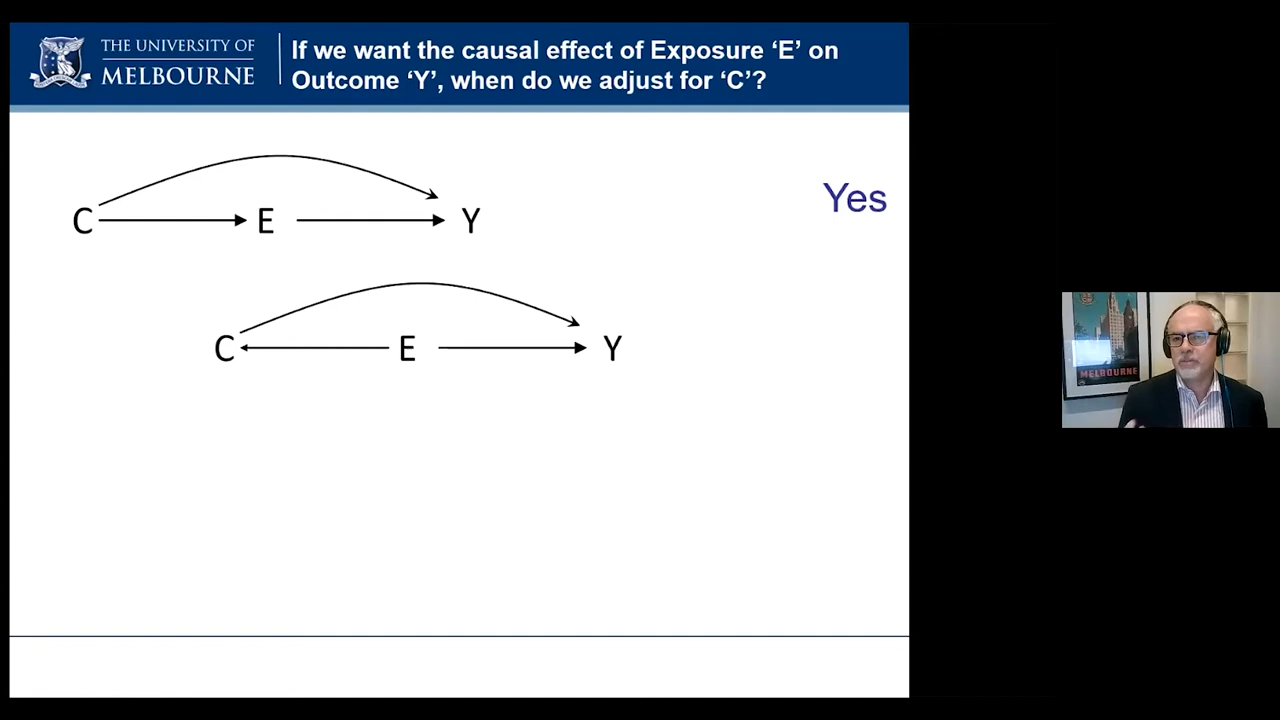 THE UNIVERSITY OF
MELBOURNE
If we want the causal effect of Exposure ‘E’ on
Outcome ‘Y’, when do we adjust for ‘C’?
Yes
C E Y
C E Y
MELBOURNE